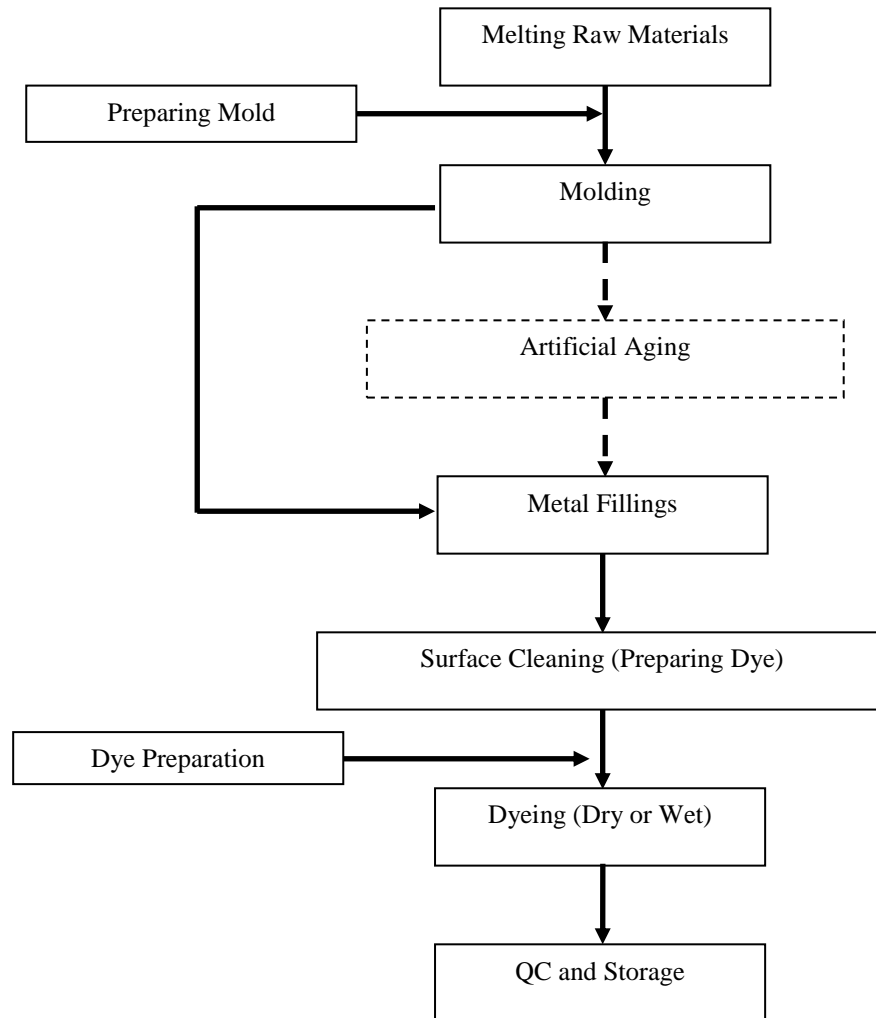 Melting Raw Materials
Preparing Mold
Molding
Artificial Aging
Metal Fillings
Surface Cleaning (Preparing Dye)
Dye Preparation
Dyeing (Dry or Wet)
QC and Storage